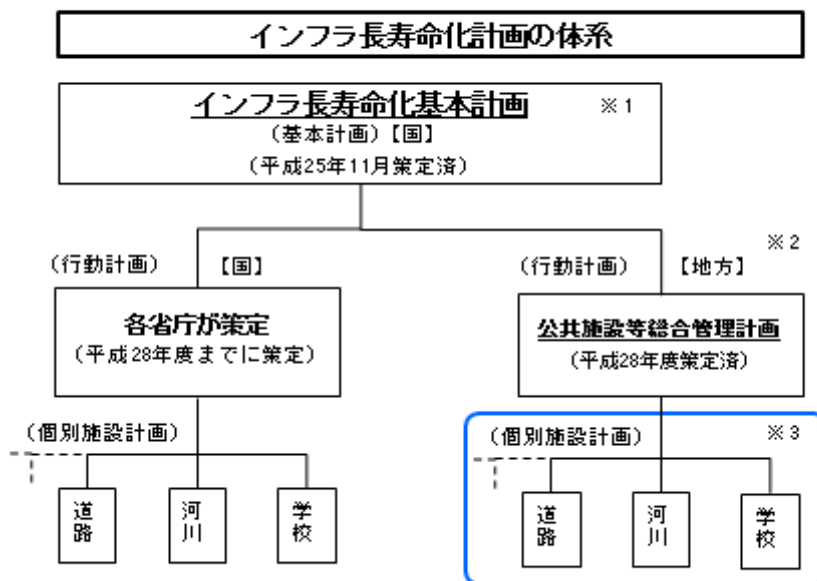 インフラ長寿命化計画の体系
インフラ長寿命化基本計画 ※1
(基本計画)【国】
(平成25年11月策定済)
※2
(行動計画) 【国】
(行動計画) 【地方】
各省庁が策定
(平成28年度までに策定)
公共施設等総合管理計画
(平成28年度策定済)
(個別施設計画)
道路
河川
学校
(個別施設計画) ※3
道路
河川
学校